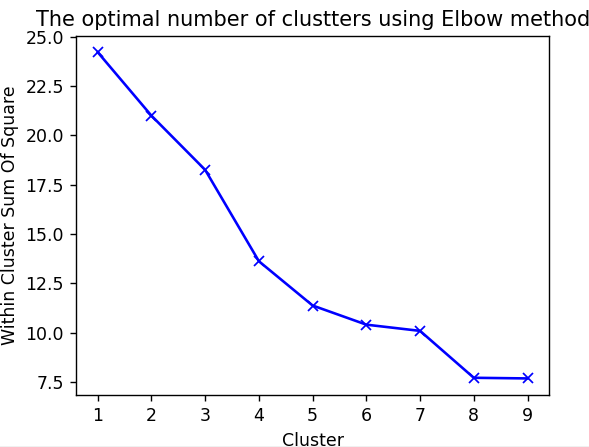 The optimal number of clustters using Elbow method
25.0
22.5
20.0
17.5
15.0
12.5
10.0
7.5
Within Cluster Sum Of Square
1 2 3 4 5 6 7 8 9
Cluster